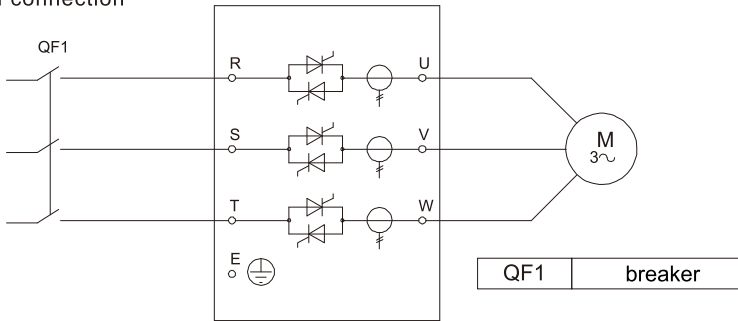 connection
QF1
R U
S V
M
3~
T W
E
QF1 breaker